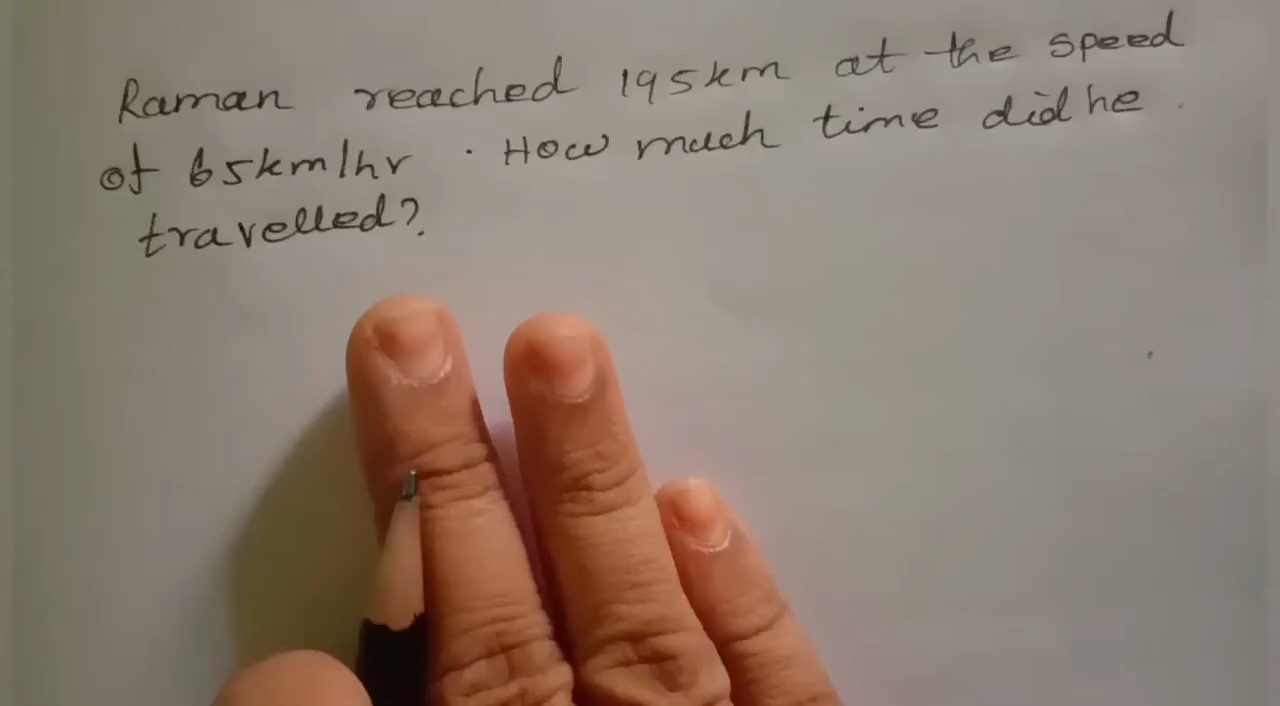 Raman reached 195km at the speed
of 65km/hr . How much time did he
travelled?